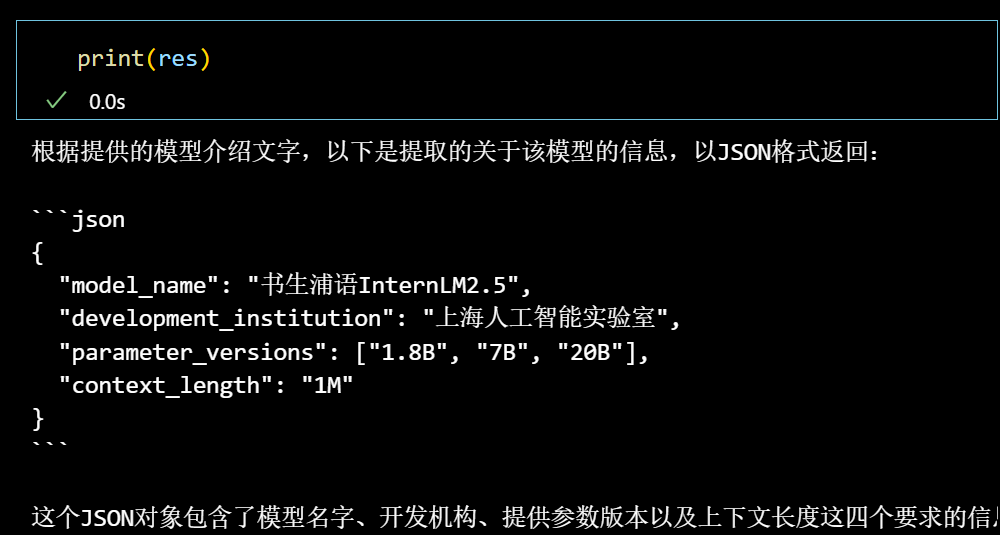 print(res)
0.0s
根据提供的模型介绍文字，以下是提取的关于该模型的信息，以JSON格式返回：
```json
{
  "model_name": "书生浦语InternLM2.5",
  "development_institution": "上海人工智能实验室",
  "parameter_versions": ["1.8B", "7B", "20B"],
  "context_length": "1M"
}
```
这个JSON对象包含了模型名字、开发机构、提供参数版本以及上下文长度这四个要求的信